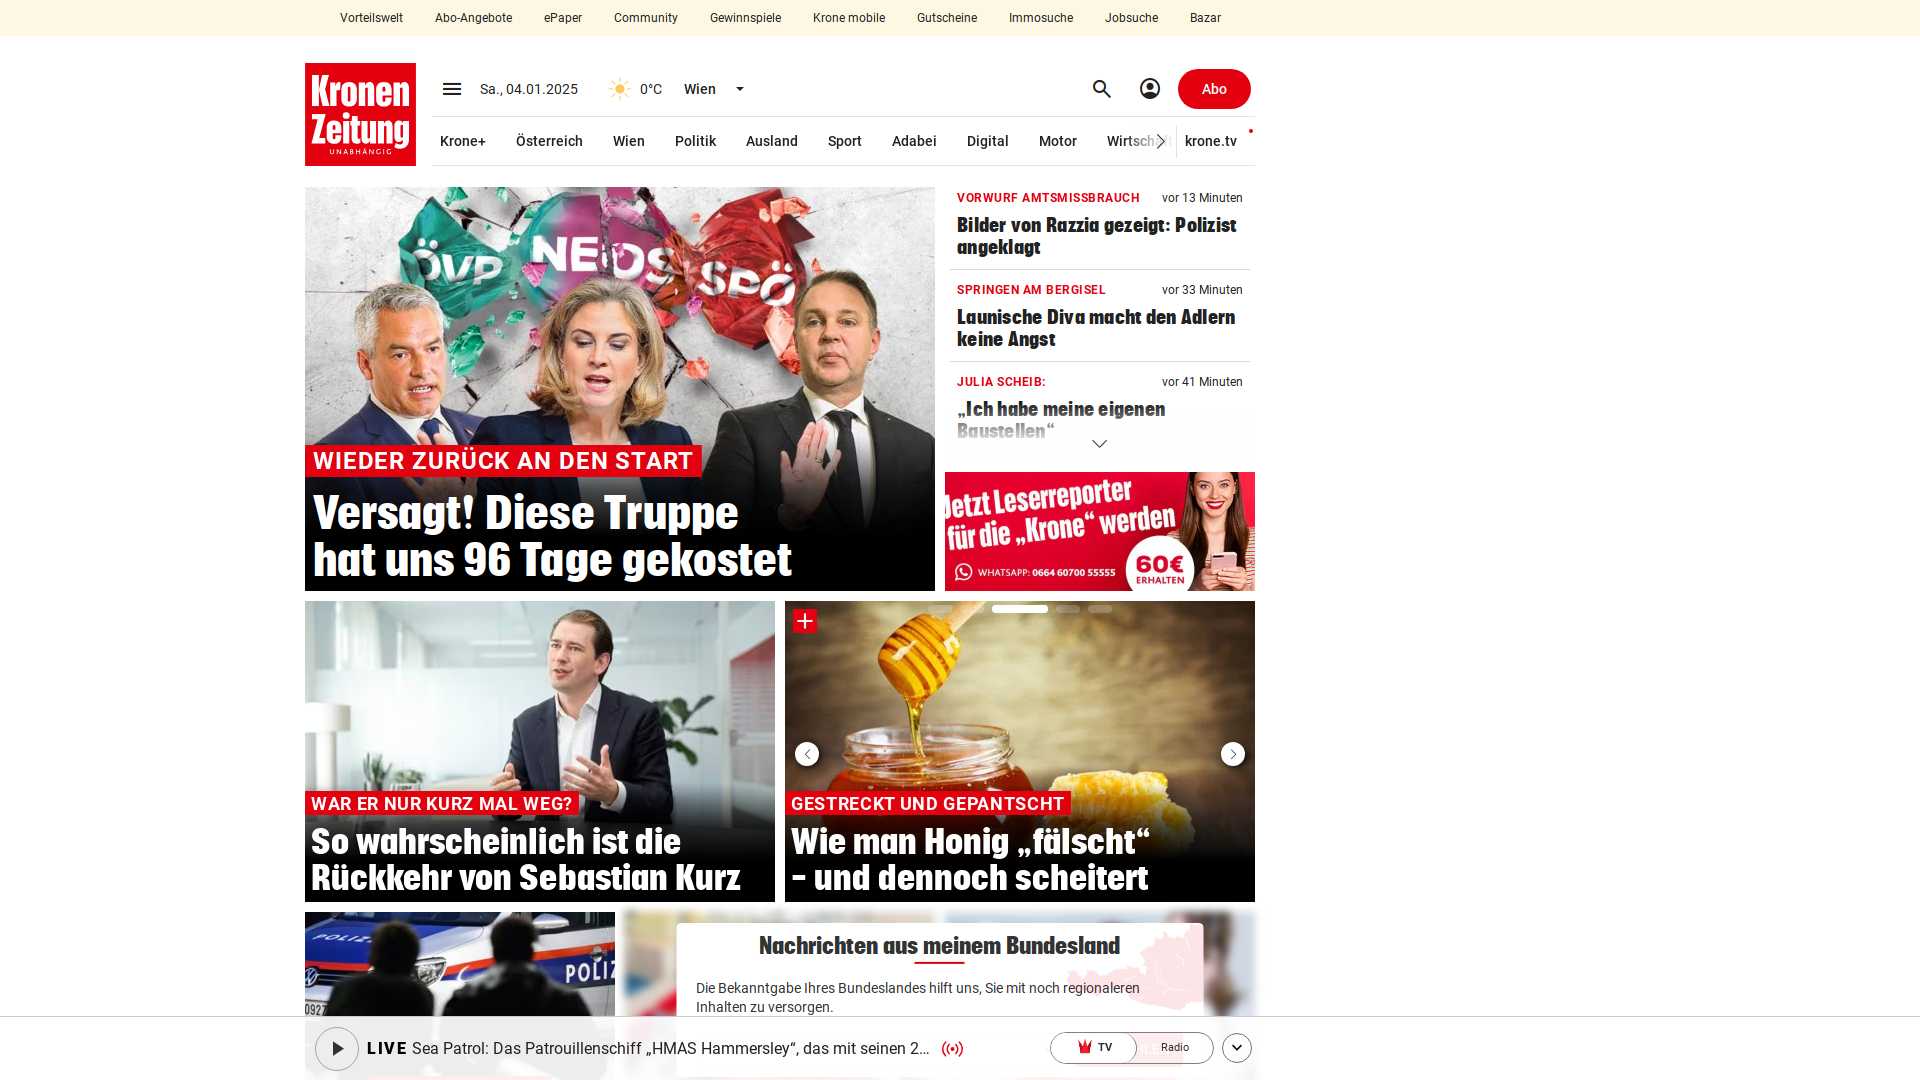 Vorteilswelt Abo-Angebote ePaper Community Gewinnspiele Krone mobile Gutscheine Immosuche Jobsuche Bazar
Kronen
Zeitung
UNABHÄNGIG
Sa., 04.01.2025 0°C Wien
Abo
Krone+ Österreich Wien Politik Ausland Sport Adabei Digital Motor krone.tv
ÖVP NEOS SPÖ
WIEDER ZURÜCK AN DEN START
Versagt! Diese Truppe
hat uns 96 Tage gekostet
VORWURF AMTSMISSBRAUCH vor 13 Minuten
Bilder von Razzia gezeigt: Polizist
angeklagt
SPRINGEN AM BERGISEL vor 33 Minuten
Launische Diva macht den Adlern
keine Angst
JULIA SCHEIB: vor 41 Minuten
„Ich habe meine eigenen
Baustellen“
Jetzt Leserreporter
für die „Krone“ werden
WHATSAPP: 0664 60700 55555
60€
ERHALTEN
WAR ER NUR KURZ MAL WEG?
So wahrscheinlich ist die
Rückkehr von Sebastian Kurz
GESTRECKT UND GEPANTSCHT
Wie man Honig „fälscht“
– und dennoch scheitert
Nachrichten aus meinem Bundesland
Die Bekanntgabe Ihres Bundeslandes hilft uns, Sie mit noch regionaleren
Inhalten zu versorgen.
LIVE Sea Patrol: Das Patrouillenschiff „HMAS Hammersley“, das mit seinen 2...
TV Radio